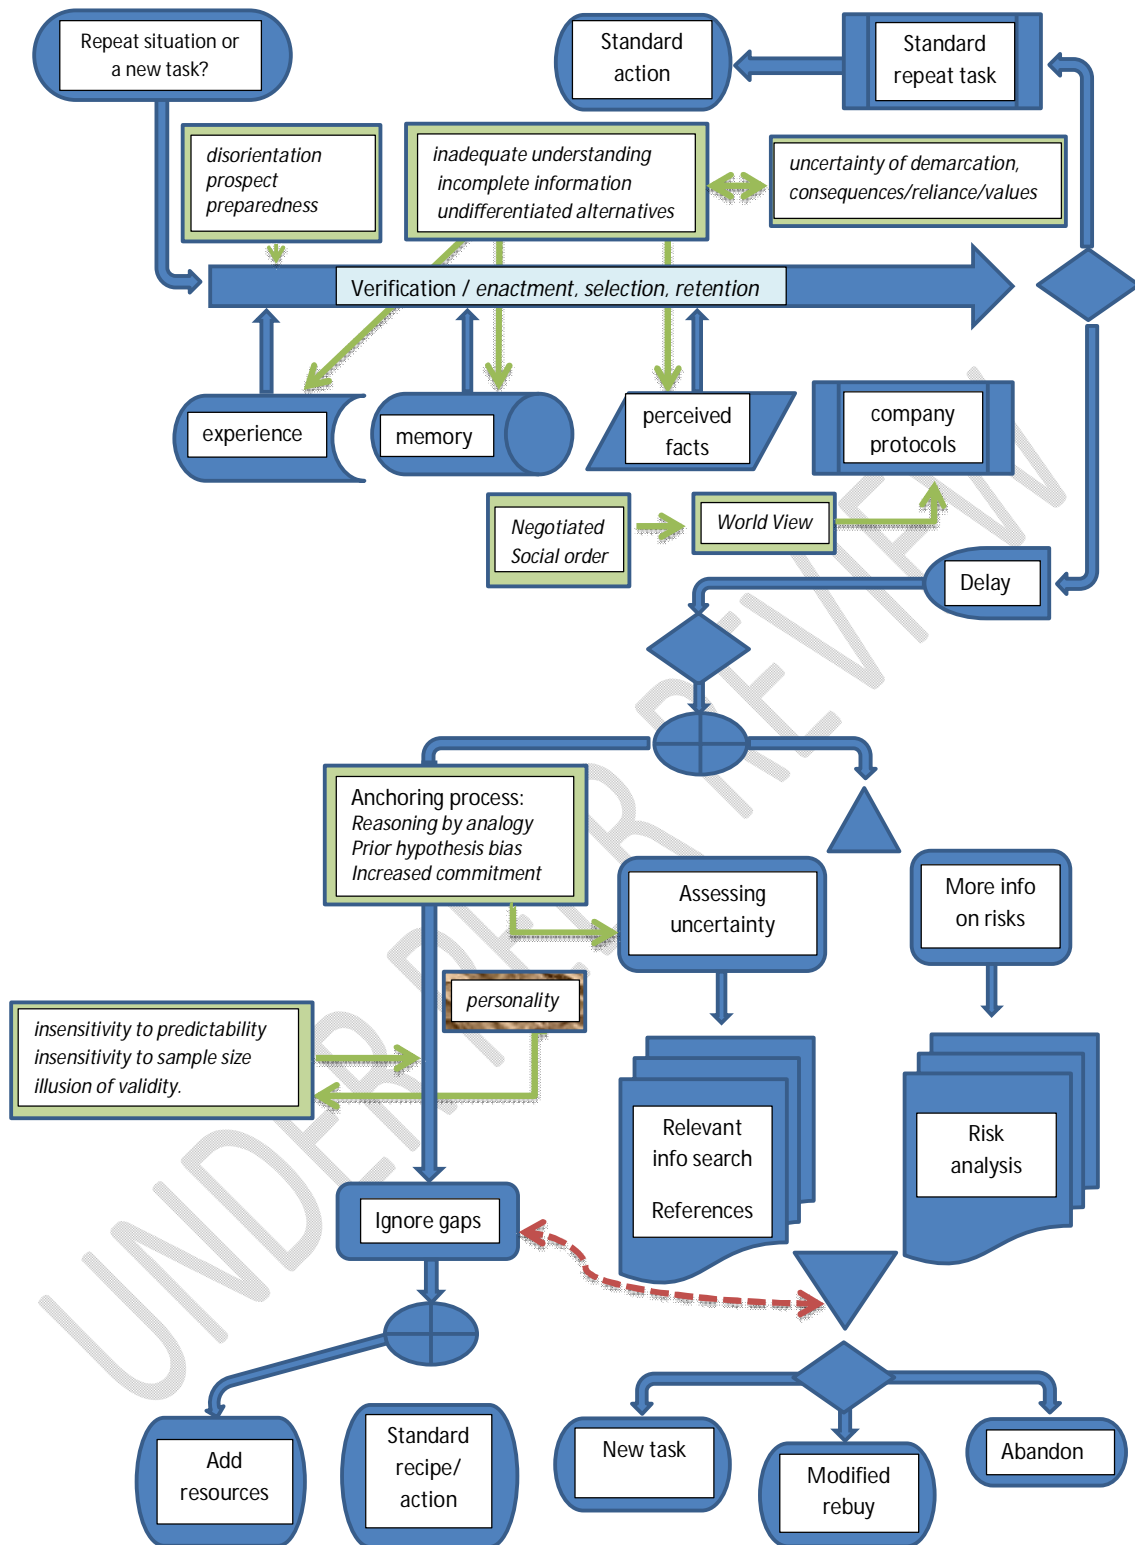 Repeat situation or
a new task?
Standard
action
Standard
repeat task
disorientation
prospect
preparedness
inadequate understanding
incomplete information
undifferentiated alternatives
uncertainty of demarcation,
consequences/reliance/values
Verification / enactment, selection, retention
experience
memory
perceived
facts
company
protocols
Negotiated
Social order
World View
Delay
Anchoring process:
Reasoning by analogy
Prior hypothesis bias
Increased commitment
Assessing
uncertainty
More info
on risks
personality
insensitivity to predictability
insensitivity to sample size
illusion of validity.
Relevant
info search
References
Risk
analysis
Ignore gaps
Add
resources
Standard
recipe/
action
New task
Modified
rebuy
Abandon
UNDER PEER REVIEW